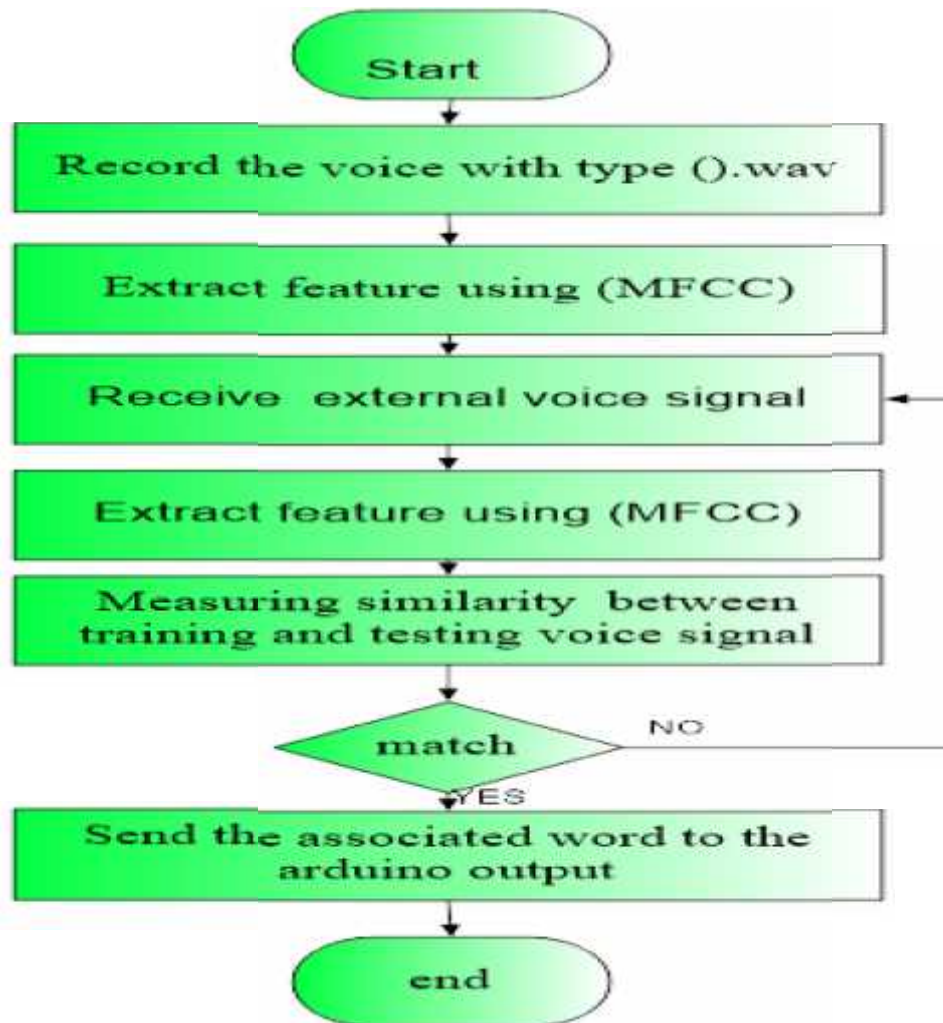 Start
Record the voice with type ().wav
Extract feature using (MFCC)
Receive external voice signal
Extract feature using (MFCC)
Measuring similarity between
training and testing voice signal
match
NO
YES
Send the associated word to the
arduino output
end